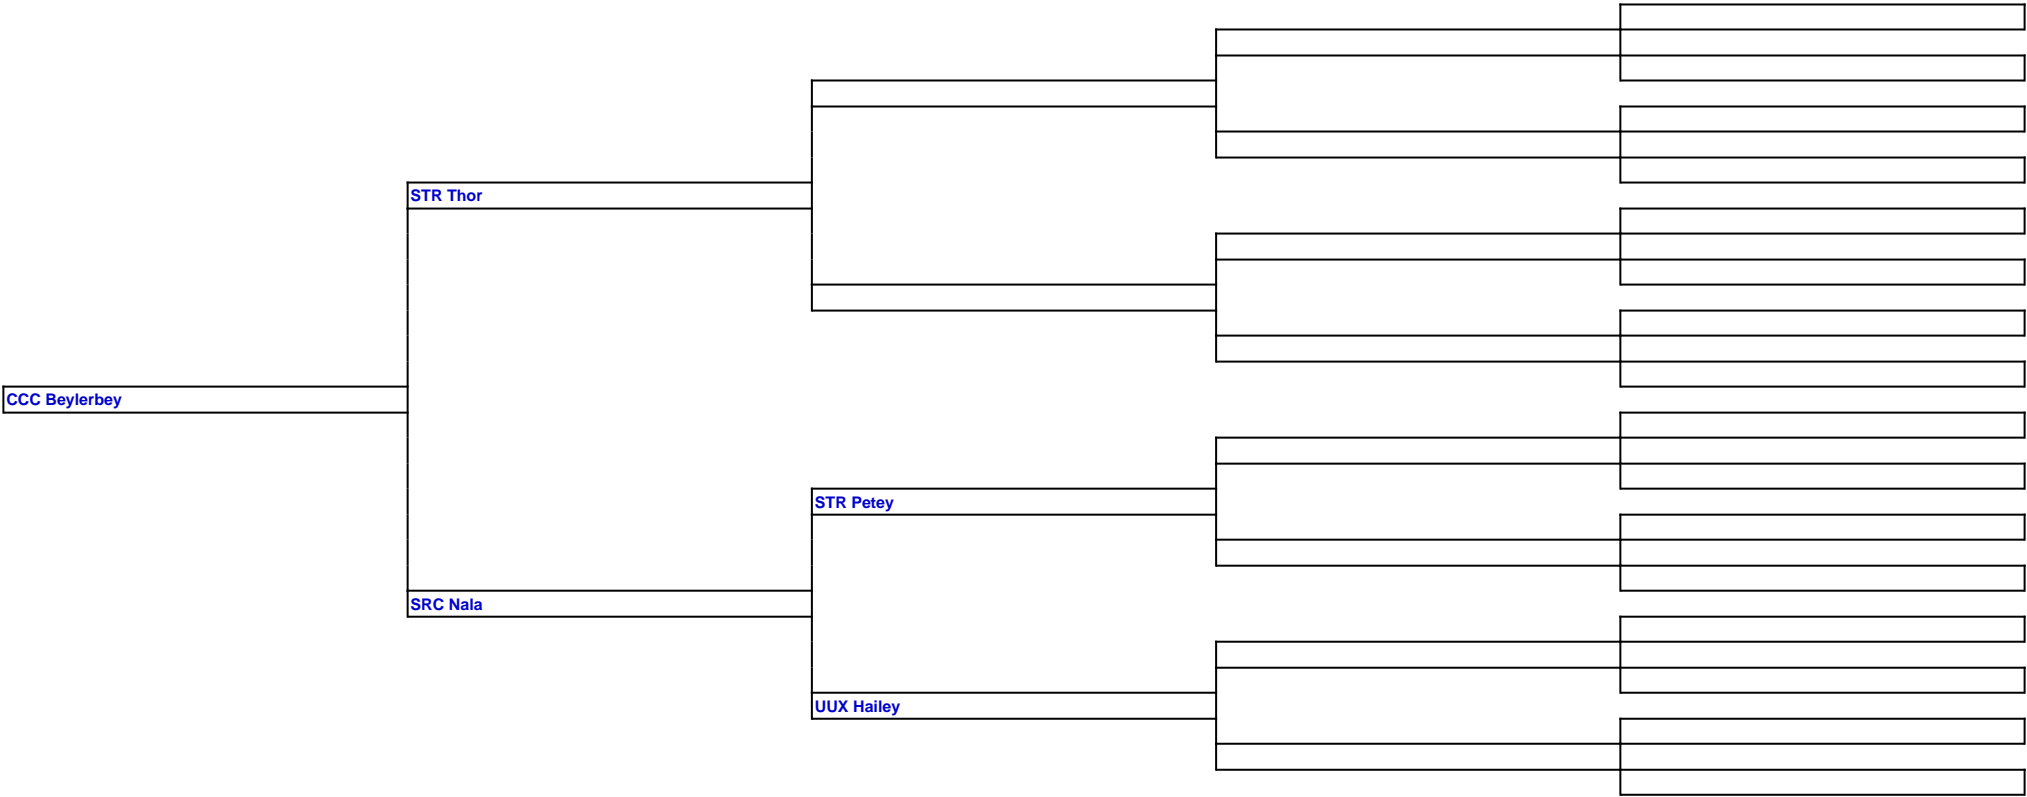 STR Thor
CCC Beylerbey
STR Petey
SRC Nala
UUX Hailey